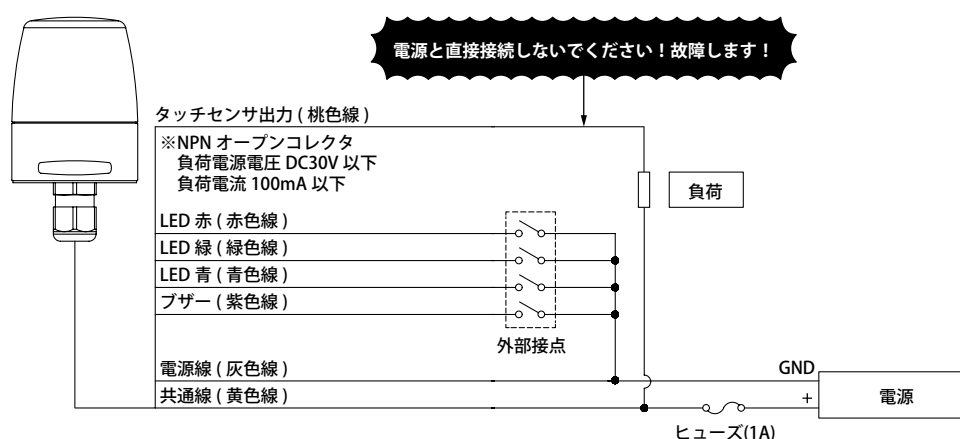 電源と直接接続しないでください！故障します！
タッチセンサ出力 ( 桃色線 )
※NPN オープンコレクタ
負荷電源電圧 DC30V 以下
負荷電流 100mA 以下
負荷
LED 赤 ( 赤色線 )
LED 緑 ( 緑色線 )
LED 青 ( 青色線 )
ブザー ( 紫色線 )
外部接点
電源線 ( 灰色線 )
GND
共通線 ( 黄色線 )
+
電源
ヒューズ(1A)